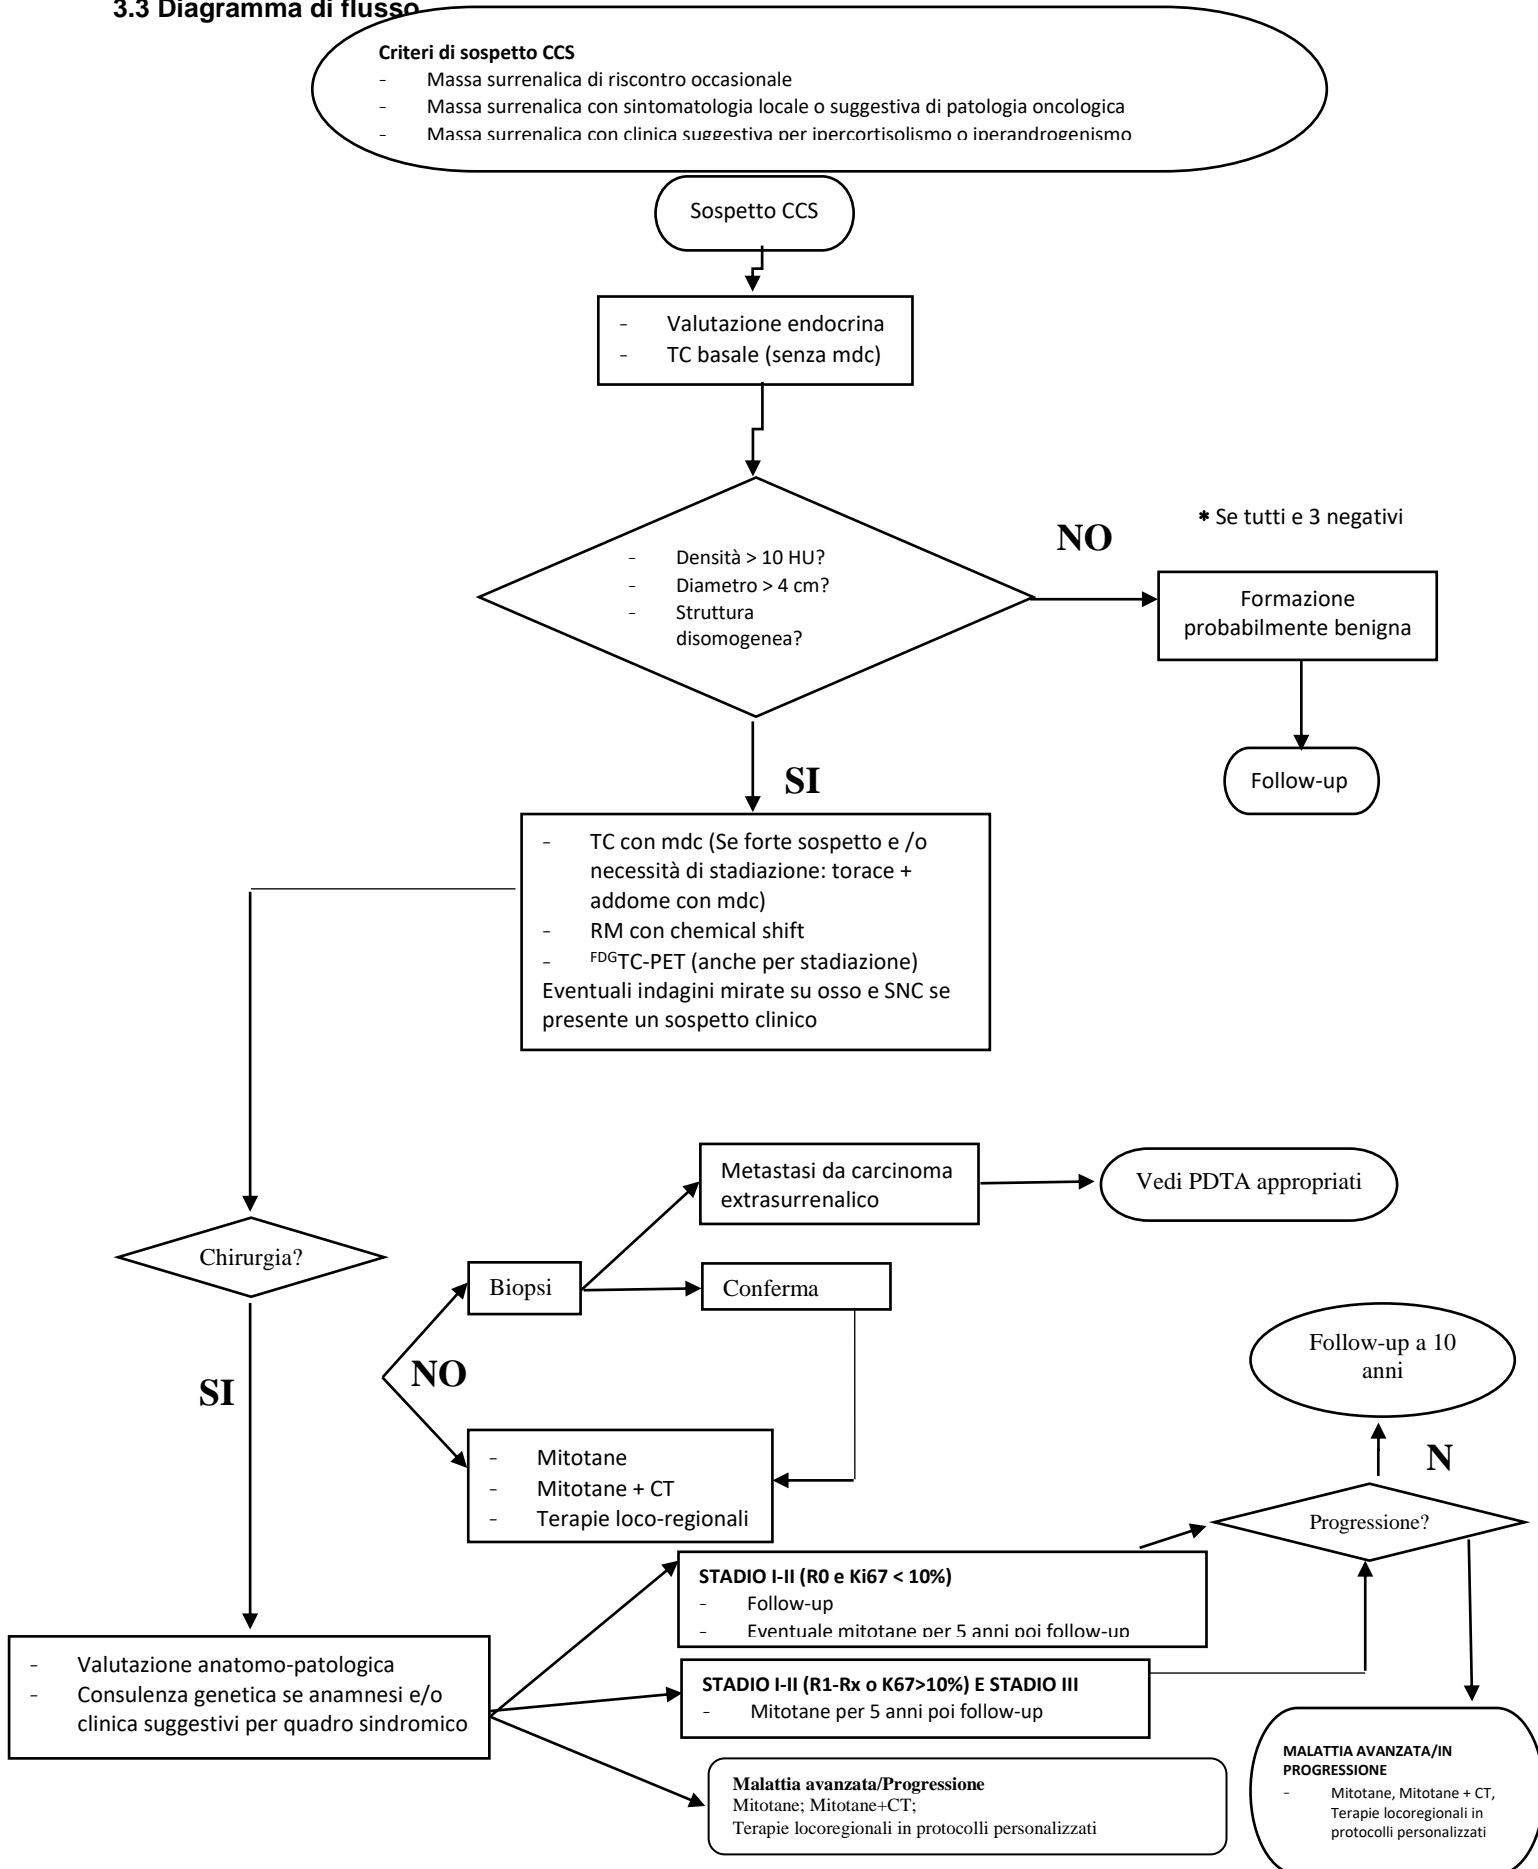 3.3 Diagramma di flusso
Criteri di sospetto CCS
- Massa surrenalica di riscontro occasionale
- Massa surrenalica con sintomatologia locale o suggestiva di patologia oncologica
- Massa surrenalica con clinica suggestiva per ipercortisolismo o iperandrogenismo
Sospetto CCS
- Valutazione endocrina
- TC basale (senza mdc)
- Densità > 10 HU?
- Diametro > 4 cm?
- Struttura
disomogenea?
NO
* Se tutti e 3 negativi
Formazione
probabilmente benigna
Follow-up
SI
- TC con mdc (Se forte sospetto e /o
necessità di stadiazione: torace +
addome con mdc)
- RM con chemical shift
- FDGTC-PET (anche per stadiazione)
Eventuali indagini mirate su osso e SNC se
presente un sospetto clinico
Chirurgia?
Metastasi da carcinoma
extrasurrenalico
Vedi PDTA appropriati
Biopsi
Conferma
NO
SI
- Mitotane
- Mitotane + CT
- Terapie loco-regionali
Follow-up a 10
anni
N
Progressione?
STADIO I-II (R0 e Ki67 < 10%)
- Follow-up
- Eventuale mitotane per 5 anni poi follow-up
- Valutazione anatomo-patologica
- Consulenza genetica se anamnesi e/o
clinica suggestivi per quadro sindromico
STADIO I-II (R1-Rx o K67>10%) E STADIO III
- Mitotane per 5 anni poi follow-up
Malattia avanzata/Progressione
Mitotane; Mitotane+CT;
Terapie locoregionali in protocolli personalizzati
MALATTIA AVANZATA/IN
PROGRESSIONE
- Mitotane, Mitotane + CT,
Terapie locoregionali in
protocolli personalizzati